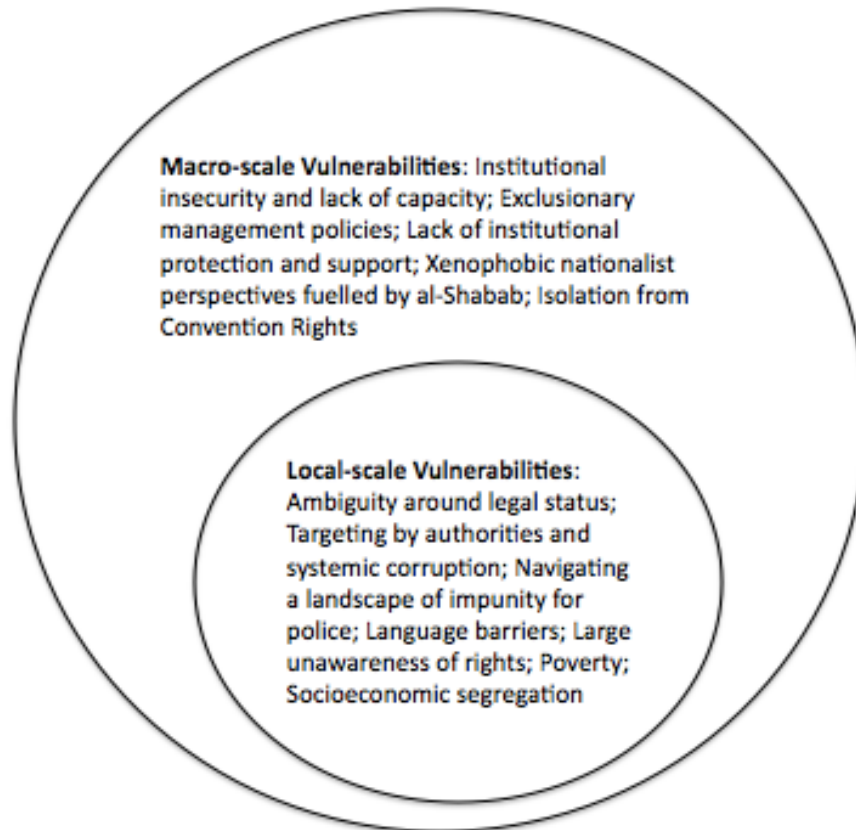 Macro-scale Vulnerabilities: Institutional
insecurity and lack of capacity; Exclusionary
management policies; Lack of institutional
protection and support; Xenophobic nationalist
perspectives fuelled by al-Shabab; Isolation from
Convention Rights
Local-scale Vulnerabilities:
Ambiguity around legal status;
Targeting by authorities and
systemic corruption; Navigating
a landscape of impunity for
police; Language barriers; Large
unawareness of rights; Poverty;
Socioeconomic segregation